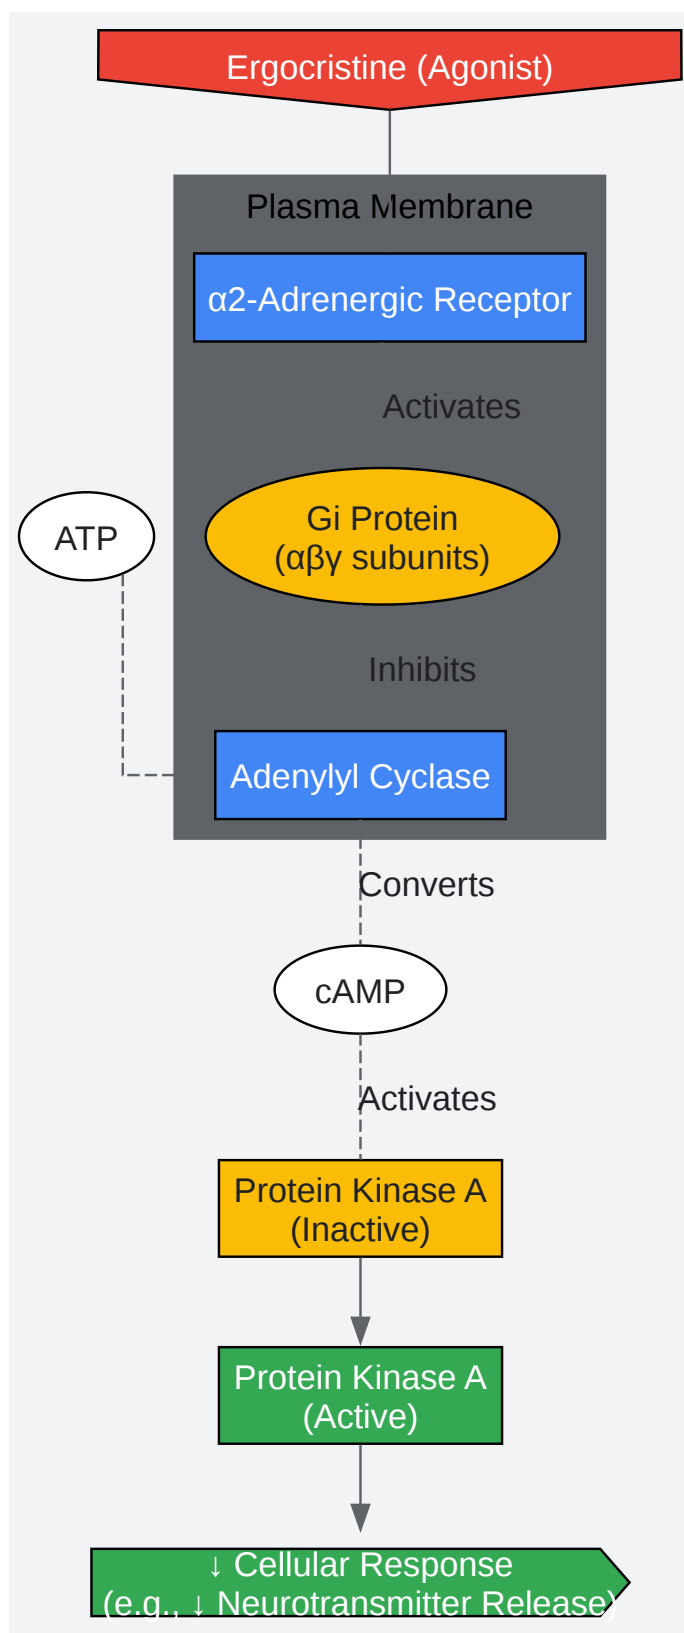 Ergocristine (Agonist)
Plasma Membrane
α2-Adrenergic Receptor
Activates
ATP
Gi Protein
(αβγ subunits)
Inhibits
Adenylyl Cyclase
Converts
cAMP
Activates
Protein Kinase A
(Inactive)
Protein Kinase A
(Active)
↓ Cellular Response
(e.g., ↓ Neurotransmitter Release)